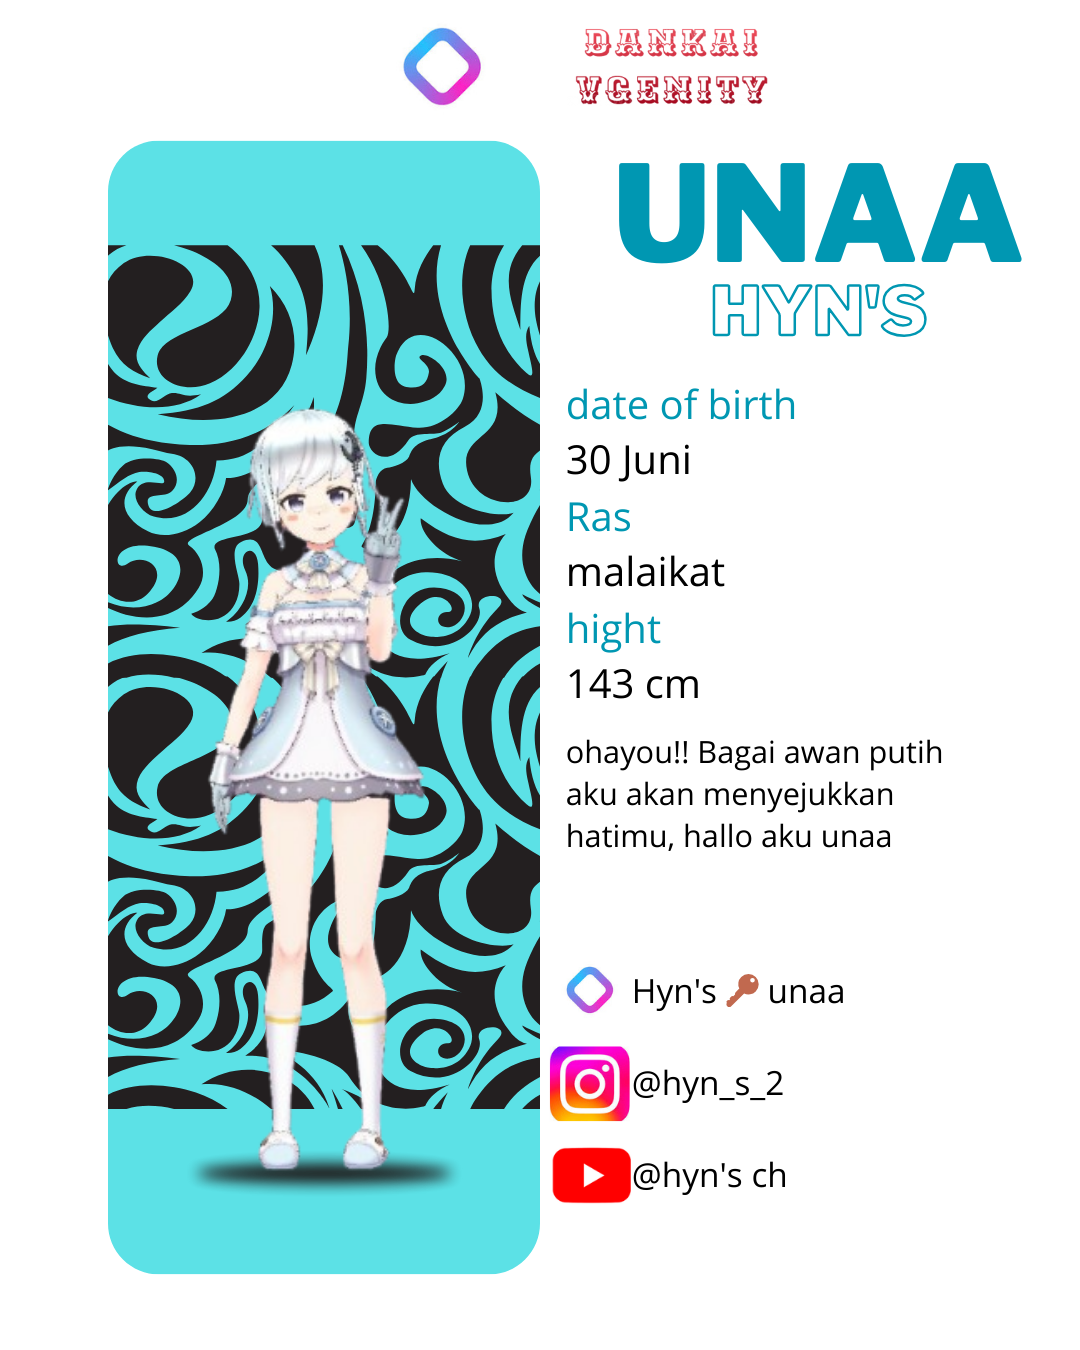 DANKAI
VGENITY
UNAA
HYN'S
date of birth
30 Juni
Ras
malaikat
hight
143 cm
ohayou!! Bagai awan putih
aku akan menyejukkan
hatimu, hallo aku unaa
Hyn's 🔑 unaa
@hyn_s_2
@hyn's ch